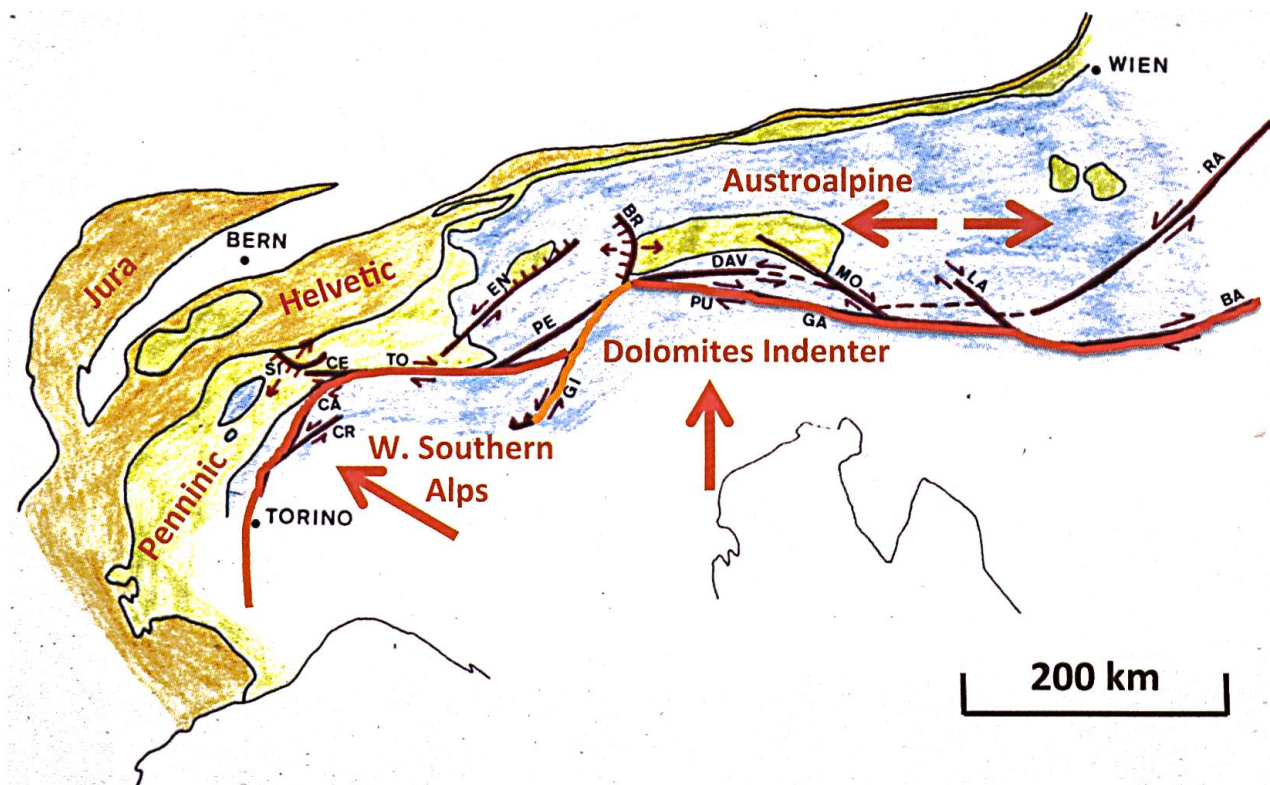 WIEN
RA
Austroalpine
BERN
BR
Jura
Helvetic
EN
DAV
MO
LA
BA
PU
GA
PE
Dolomites Indenter
SI
CE
TO
GI
CA
CR
W. Southern
Alps
Penninic
TORINO
200 km